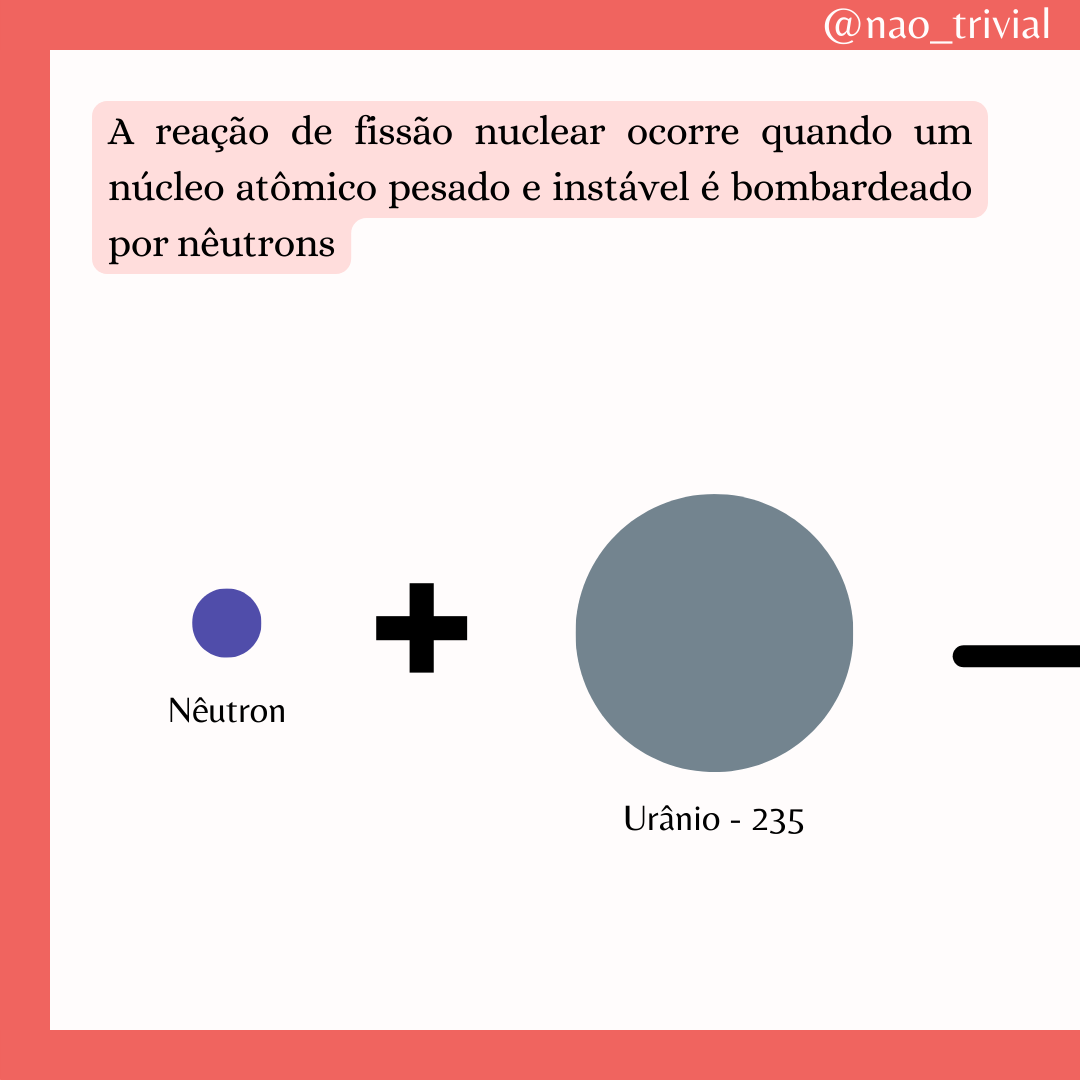 @nao_trivial
A reação de fissão nuclear ocorre quando um
núcleo atômico pesado e instável é bombardeado
por nêutrons
Nêutron
Urânio - 235